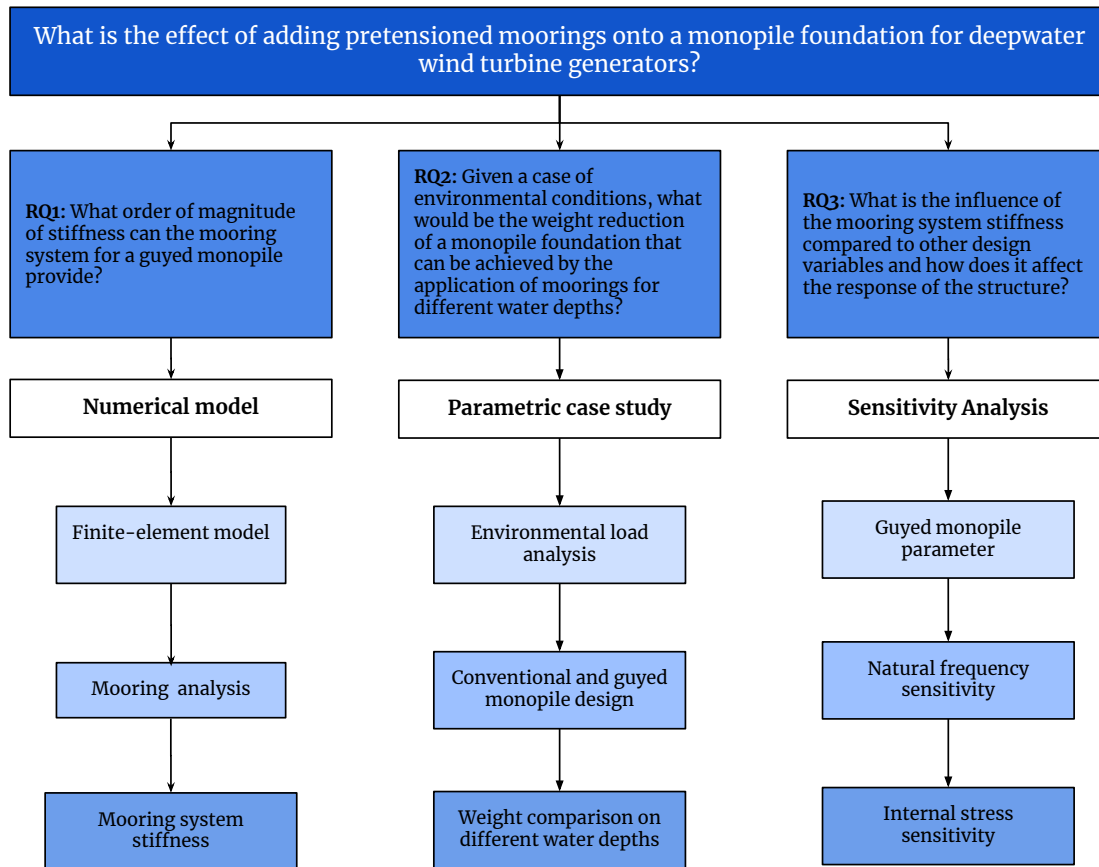 What is the effect of adding pretensioned moorings onto a monopile foundation for deepwater
wind turbine generators?
RQ1: What order of magnitude
of stiffness can the mooring
system for a guyed monopile
provide?
RQ2: Given a case of
environmental conditions, what
would be the weight reduction
of a monopile foundation that
can be achieved by the
application of moorings for
different water depths?
RQ3: What is the influence of
the mooring system stiffness
compared to other design
variables and how does it affect
the response of the structure?
Numerical model
Parametric case study
Sensitivity Analysis
Finite-element model
Environmental load
analysis
Guyed monopile
parameter
Mooring analysis
Conventional and guyed
monopile design
Natural frequency
sensitivity
Mooring system
stiffness
Weight comparison on
different water depths
Internal stress
sensitivity